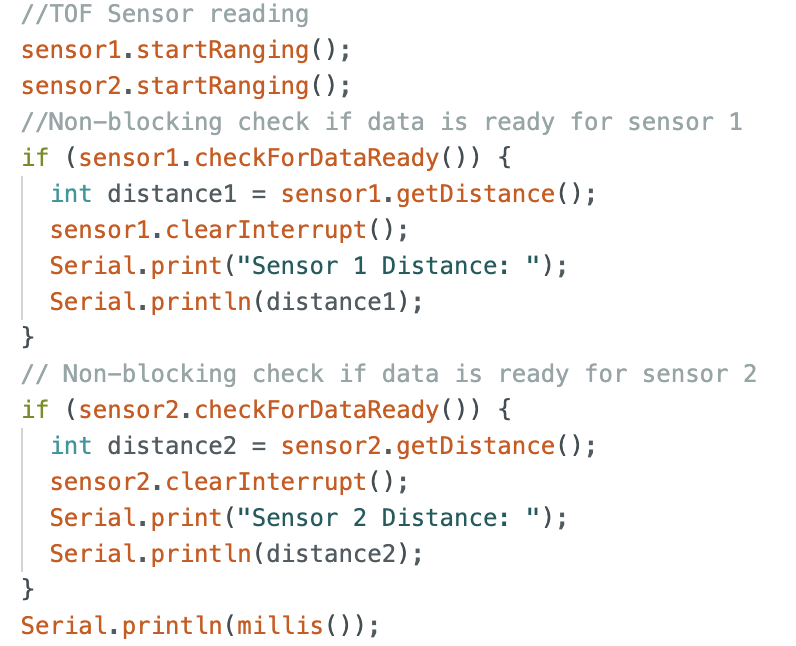 //TOF Sensor reading
sensor1.startRanging();
sensor2.startRanging();
//Non-blocking check if data is ready for sensor 1
if (sensor1.checkForDataReady()) {
int distance1 = sensor1.getDistance();
sensor1.clearInterrupt();
Serial.print("Sensor 1 Distance: ");
Serial.println(distance1);
}
// Non-blocking check if data is ready for sensor 2
if (sensor2.checkForDataReady()) {
int distance2 = sensor2.getDistance();
sensor2.clearInterrupt();
Serial.print("Sensor 2 Distance: ");
Serial.println(distance2);
}
Serial.println(millis());